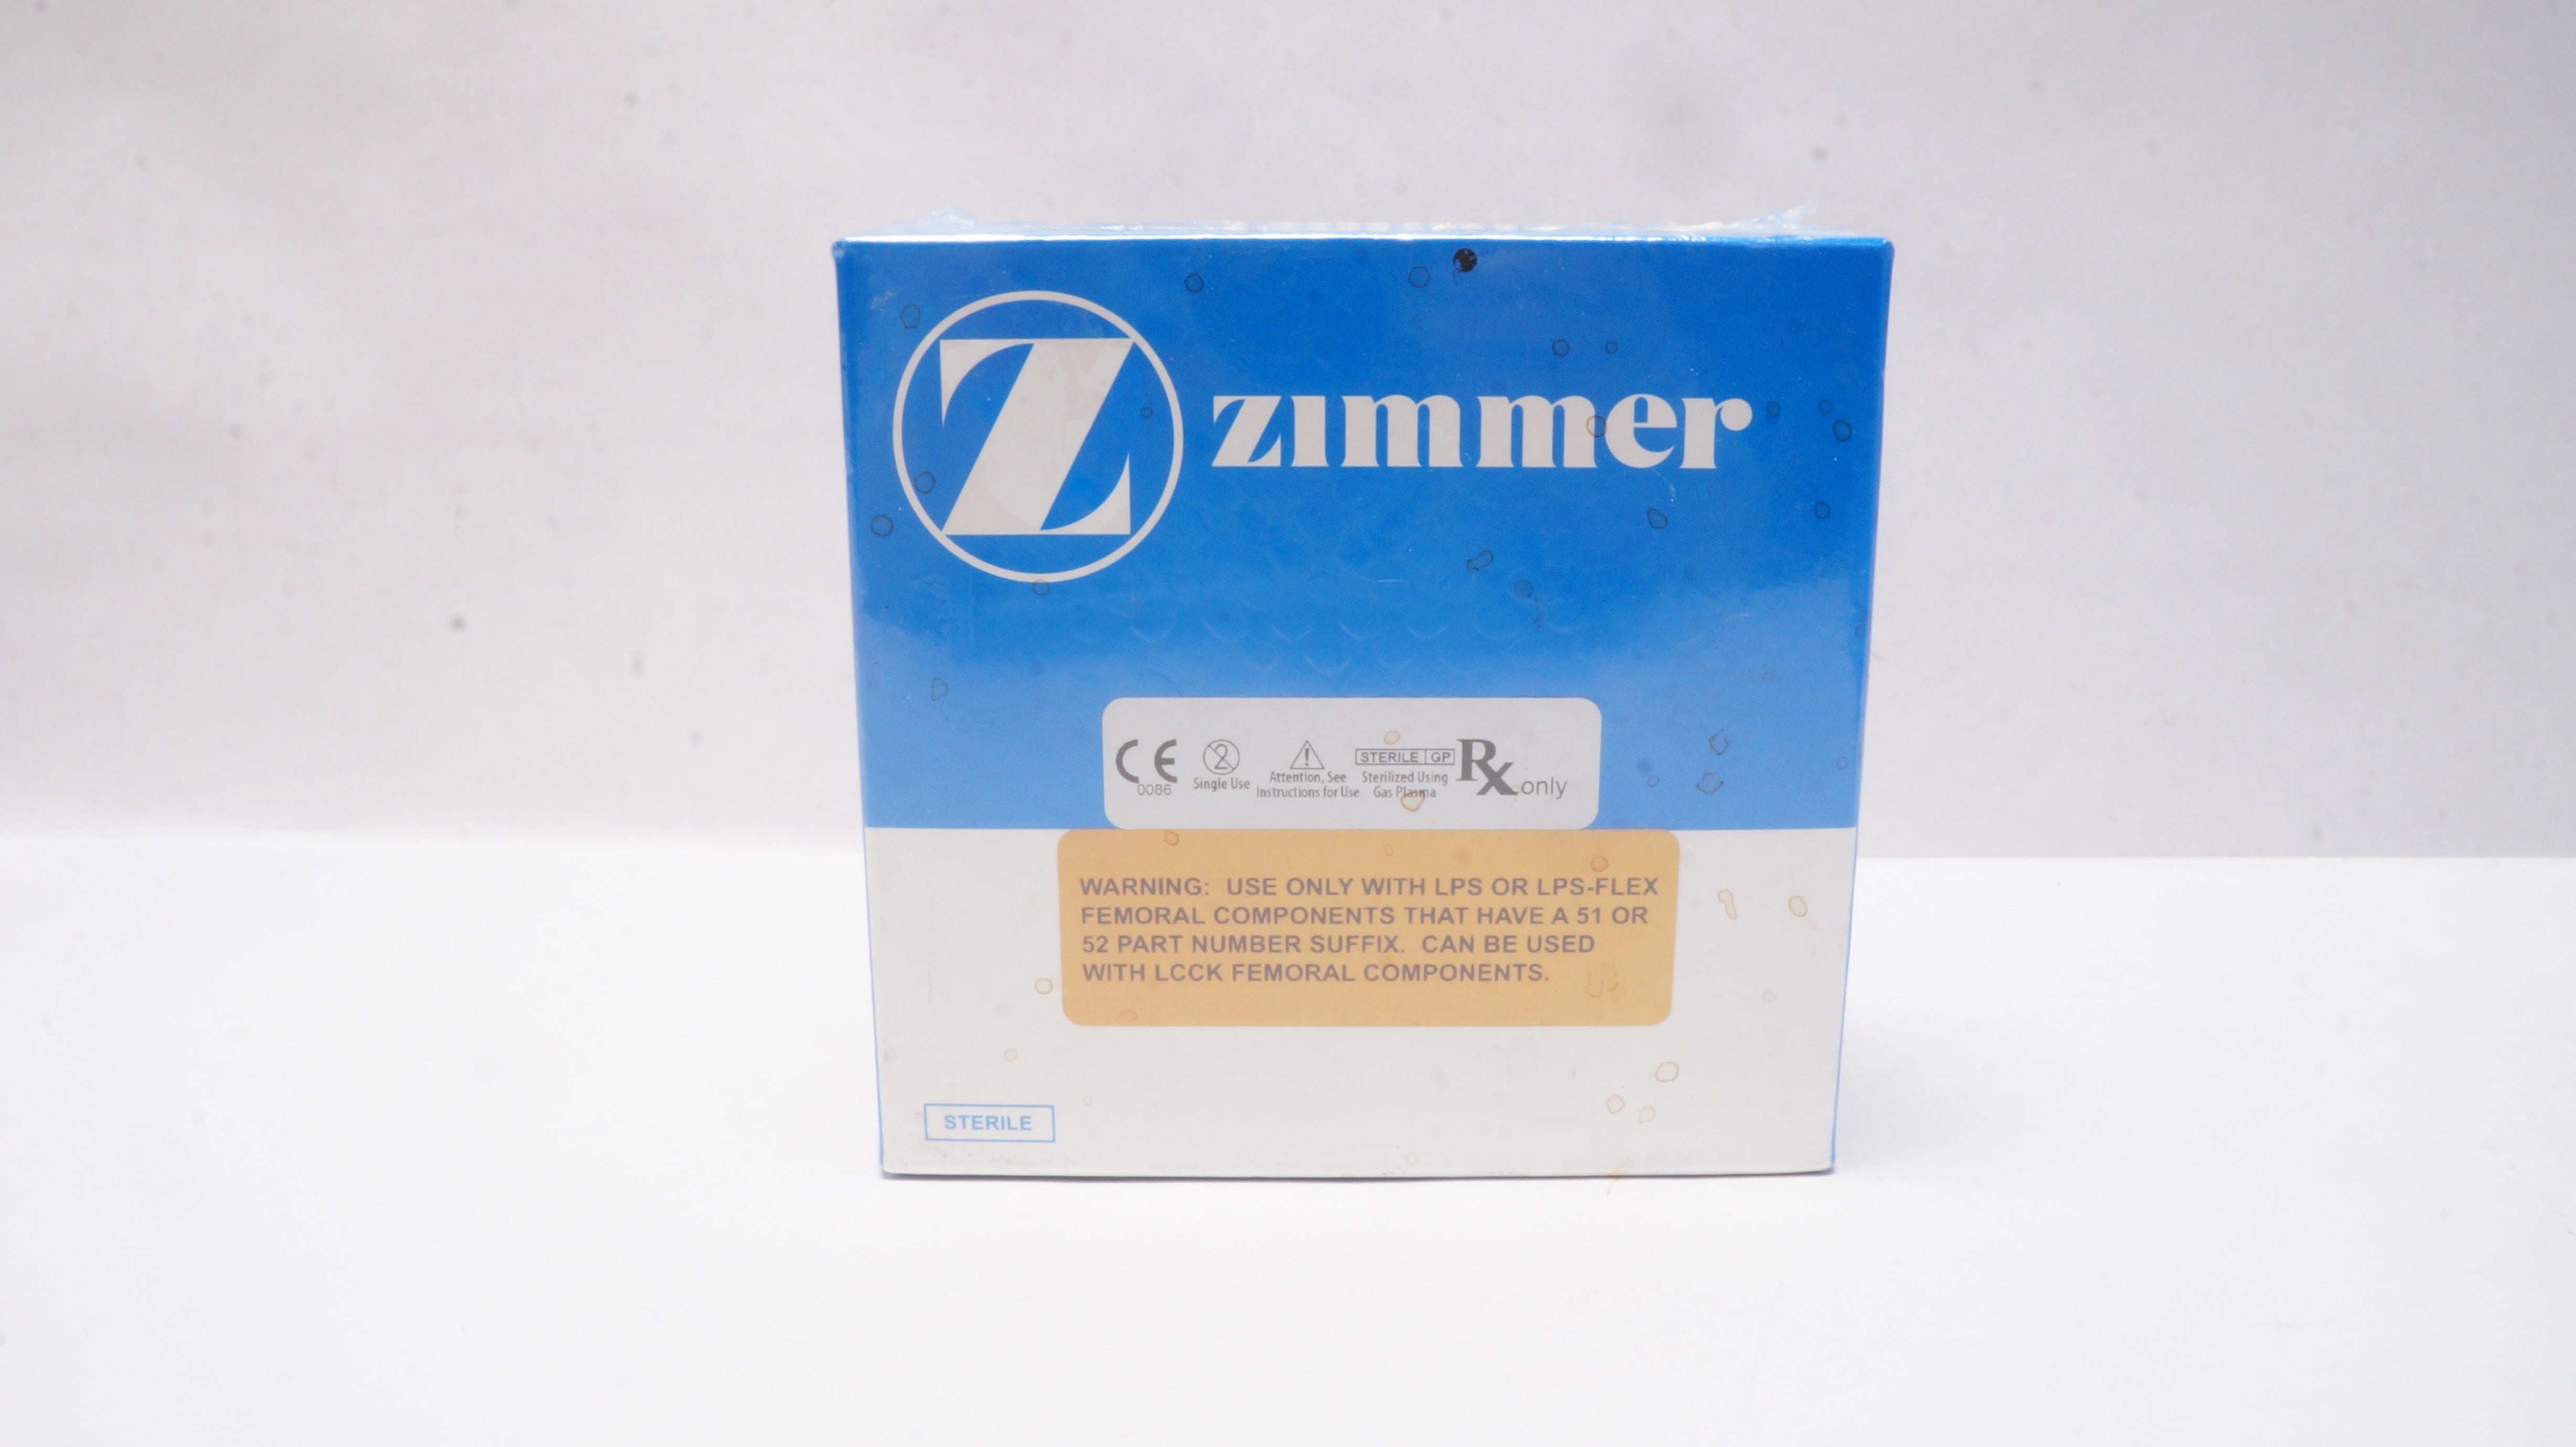 Z zimmer
CE 0086
2
Single Use
!
Attention, See
Instructions for Use
STERILE GP
Sterilized Using
Gas Plasma
Rx only
WARNING: USE ONLY WITH LPS OR LPS-FLEX
FEMORAL COMPONENTS THAT HAVE A 51 OR
52 PART NUMBER SUFFIX. CAN BE USED
WITH LCCK FEMORAL COMPONENTS.
STERILE